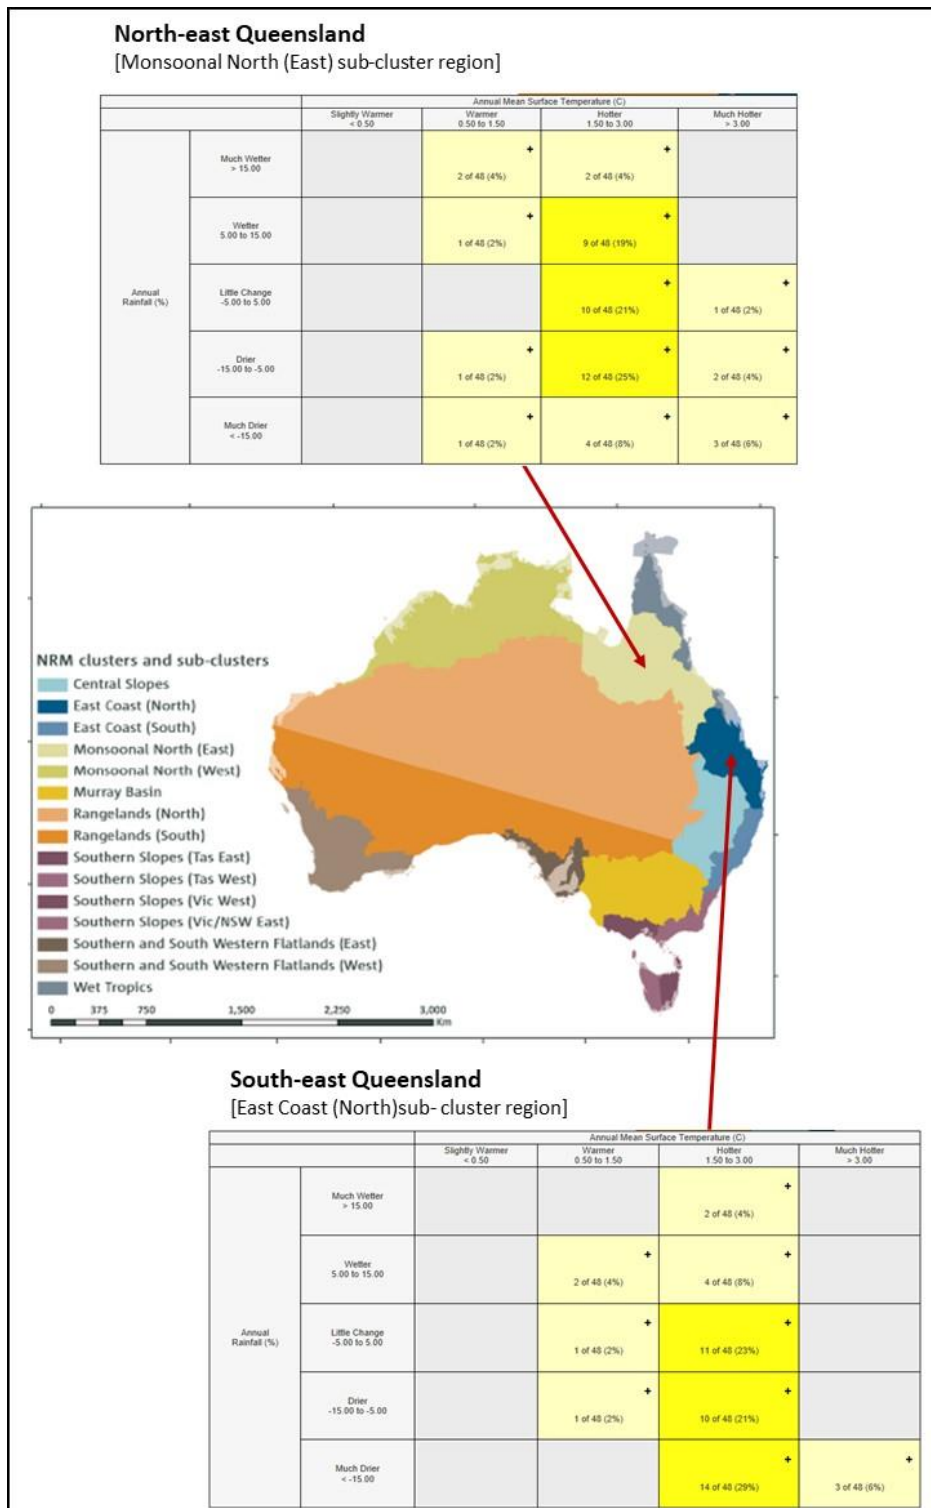 North-east Queensland
[Monsoonal North (East) sub-cluster region]
Annual Mean Surface Temperature (C)
Slightly Warmer Warmer Hotter Much Hotter
< 0.50 0.50 to 1.50 1.50 to 3.00 > 3.00
Much Wetter
> 15.00
+ +
2 of 48 (4%) 2 of 48 (4%)
Wetter
5.00 to 15.00
+ +
1 of 48 (2%) 9 of 48 (19%)
Annual
Rainfall (%)
Little Change
-5.00 to 5.00
+ +
10 of 48 (21%) 1 of 48 (2%)
Drier
-15.00 to -5.00
+ + +
1 of 48 (2%) 12 of 48 (25%) 2 of 48 (4%)
Much Drier
< -15.00
+ + +
1 of 48 (2%) 4 of 48 (8%) 3 of 48 (6%)
NRM clusters and sub-clusters
Central Slopes
East Coast (North)
East Coast (South)
Monsoonal North (East)
Monsoonal North (West)
Murray Basin
Rangelands (North)
Rangelands (South)
Southern Slopes (Tas East)
Southern Slopes (Tas West)
Southern Slopes (Vic West)
Southern Slopes (Vic/NSW East)
Southern and South Western Flatlands (East)
Southern and South Western Flatlands (West)
Wet Tropics
0 375 750 1,500 2,250 3,000
Km
South-east Queensland
[East Coast (North)sub- cluster region]
Annual Mean Surface Temperature (C)
Slightly Warmer Warmer Hotter Much Hotter
< 0.50 0.50 to 1.50 1.50 to 3.00 > 3.00
Much Wetter
> 15.00
+
2 of 48 (4%)
Wetter
5.00 to 15.00
+ +
2 of 48 (4%) 4 of 48 (8%)
Annual
Rainfall (%)
Little Change
-5.00 to 5.00
+ +
1 of 48 (2%) 11 of 48 (23%)
Drier
-15.00 to -5.00
+ +
1 of 48 (2%) 10 of 48 (21%)
Much Drier
< -15.00
+ +
14 of 48 (29%) 3 of 48 (6%)